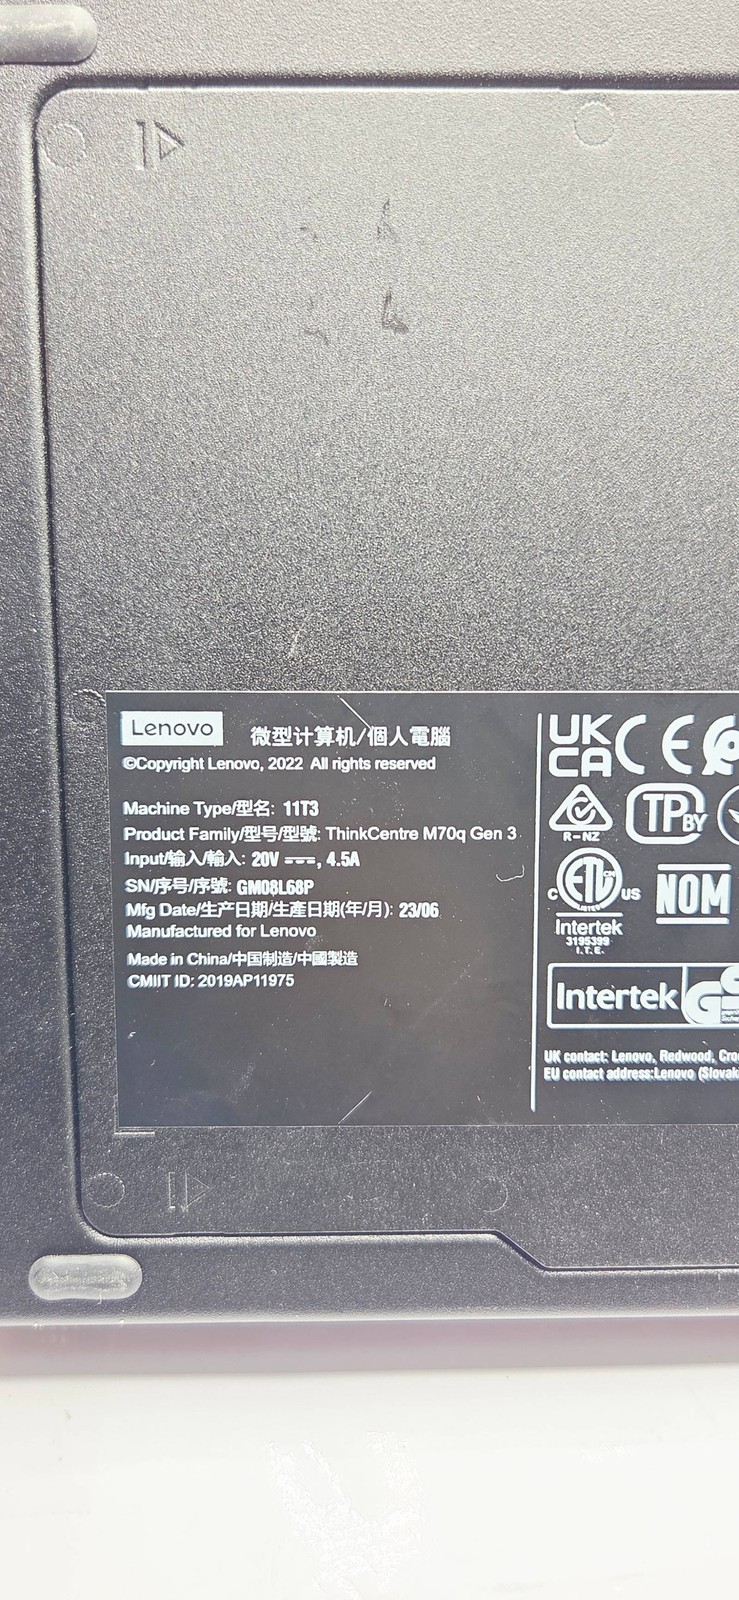 Lenovo 微型计算机/個人電腦
©Copyright Lenovo, 2022 All rights reserved
Machine Type/型名: 11T3
Product Family/型号/型號: ThinkCentre M70q Gen 3
Input/输入/輸入: 20V ⎓, 4.5A
SN/序号/序號: GM08L68P
Mfg Date/生产日期/生產日期(年/月): 23/06
Manufactured for Lenovo
Made in China/中国制造/中國製造
CMIIT ID: 2019AP11975
UK
CA CE
R-NZ
TP BY
C ETL US
LISTED
Intertek
3195399
I.T.E.
NOM
Intertek GS
UK contact: Lenovo, Redwood,
EU contact address:Lenovo